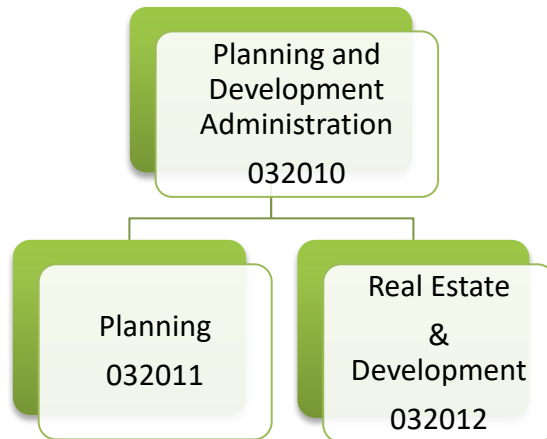 Planning and
Development
Administration
032010
Planning
032011
Real Estate
&
Development
032012